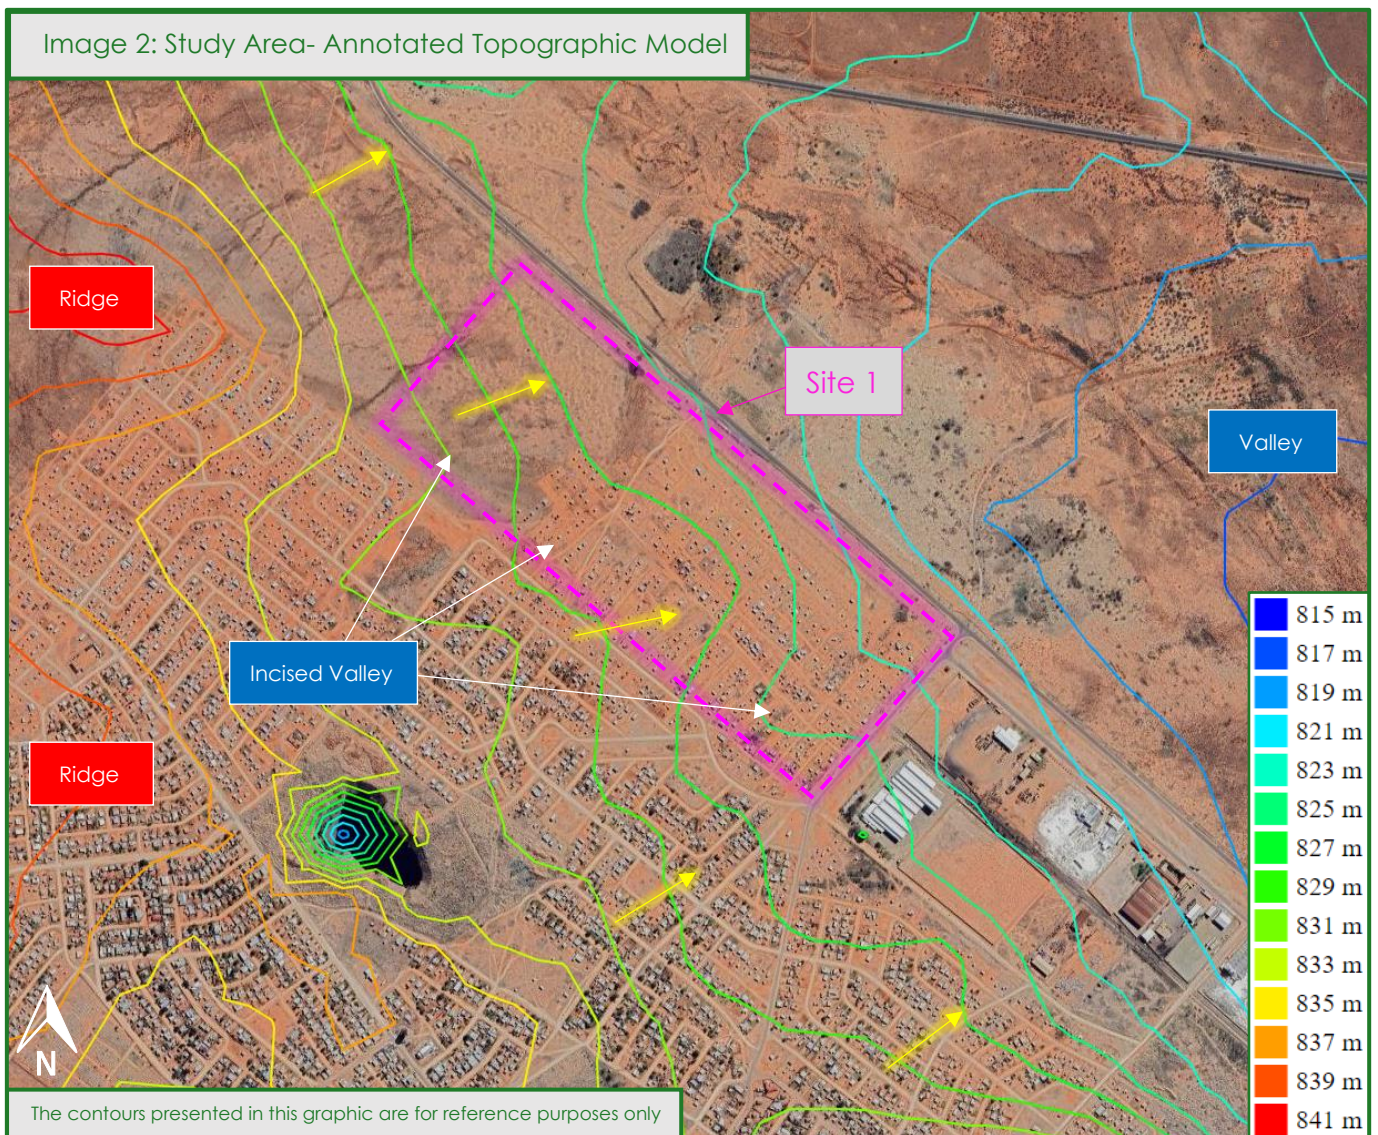 Image 2: Study Area- Annotated Topographic Model
Ridge
Site 1
Valley
Incised Valley
Ridge
N
The contours presented in this graphic are for reference purposes only
815 m
817 m
819 m
821 m
823 m
825 m
827 m
829 m
831 m
833 m
835 m
837 m
839 m
841 m